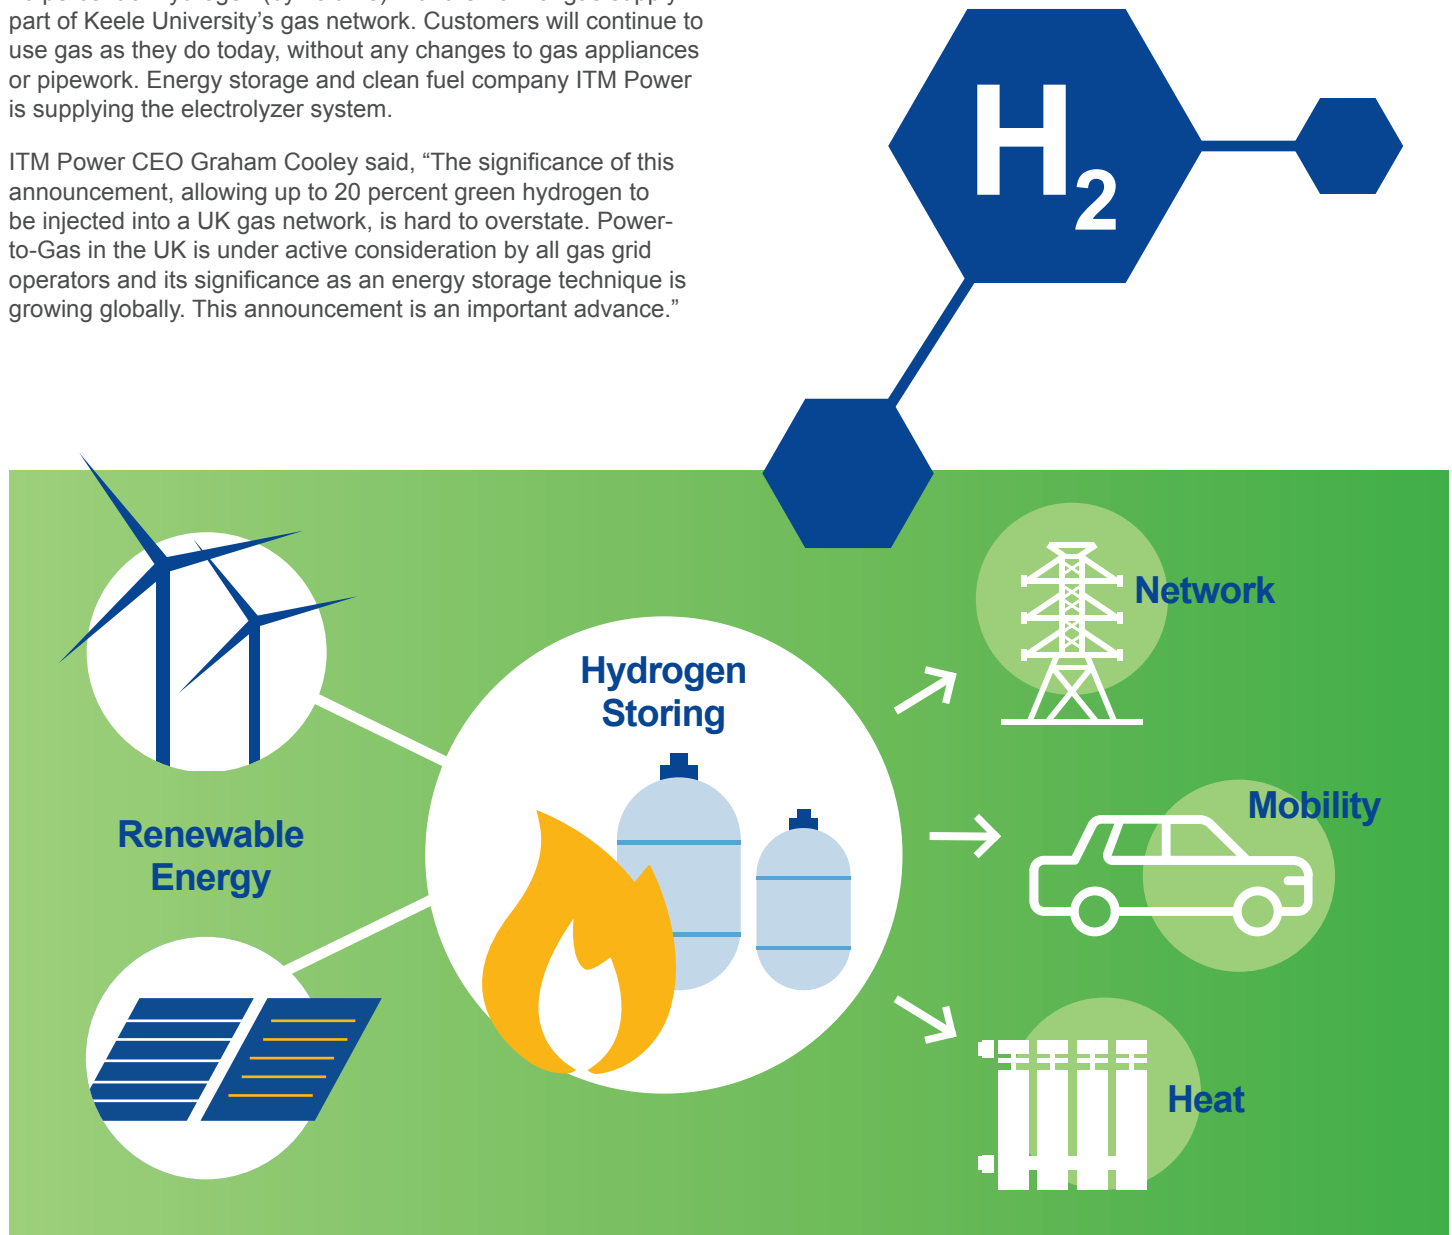 part of Keele University’s gas network. Customers will continue to
use gas as they do today, without any changes to gas appliances
or pipework. Energy storage and clean fuel company ITM Power
is supplying the electrolyzer system.
ITM Power CEO Graham Cooley said, “The significance of this
announcement, allowing up to 20 percent green hydrogen to
be injected into a UK gas network, is hard to overstate. Power-
to-Gas in the UK is under active consideration by all gas grid
operators and its significance as an energy storage technique is
growing globally. This announcement is an important advance.”
H2
Network
Hydrogen
Storing
Mobility
Renewable
Energy
Heat